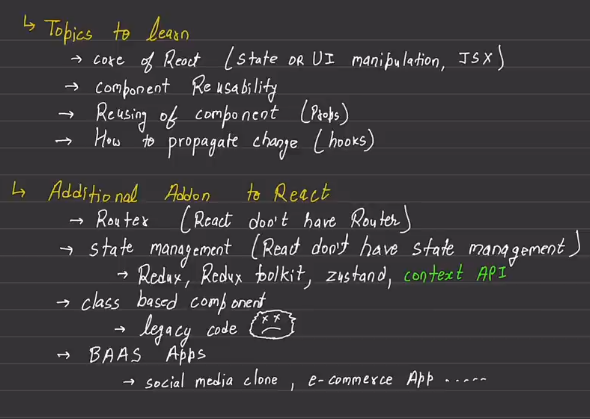 ↳ Topics to learn
→ core of React (state or UI manipulation, JSX)
→ component Reusability
→ Reusing of component (Props)
→ How to propagate change (hooks)
↳ Additional Addon to React
→ Router (React don't have Router)
→ state management (React don't have state management)
→ Redux, Redux toolkit, zustand, context API
→ class based component
→ legacy code
→ BAAS Apps
→ social media clone, e-commerce App ......